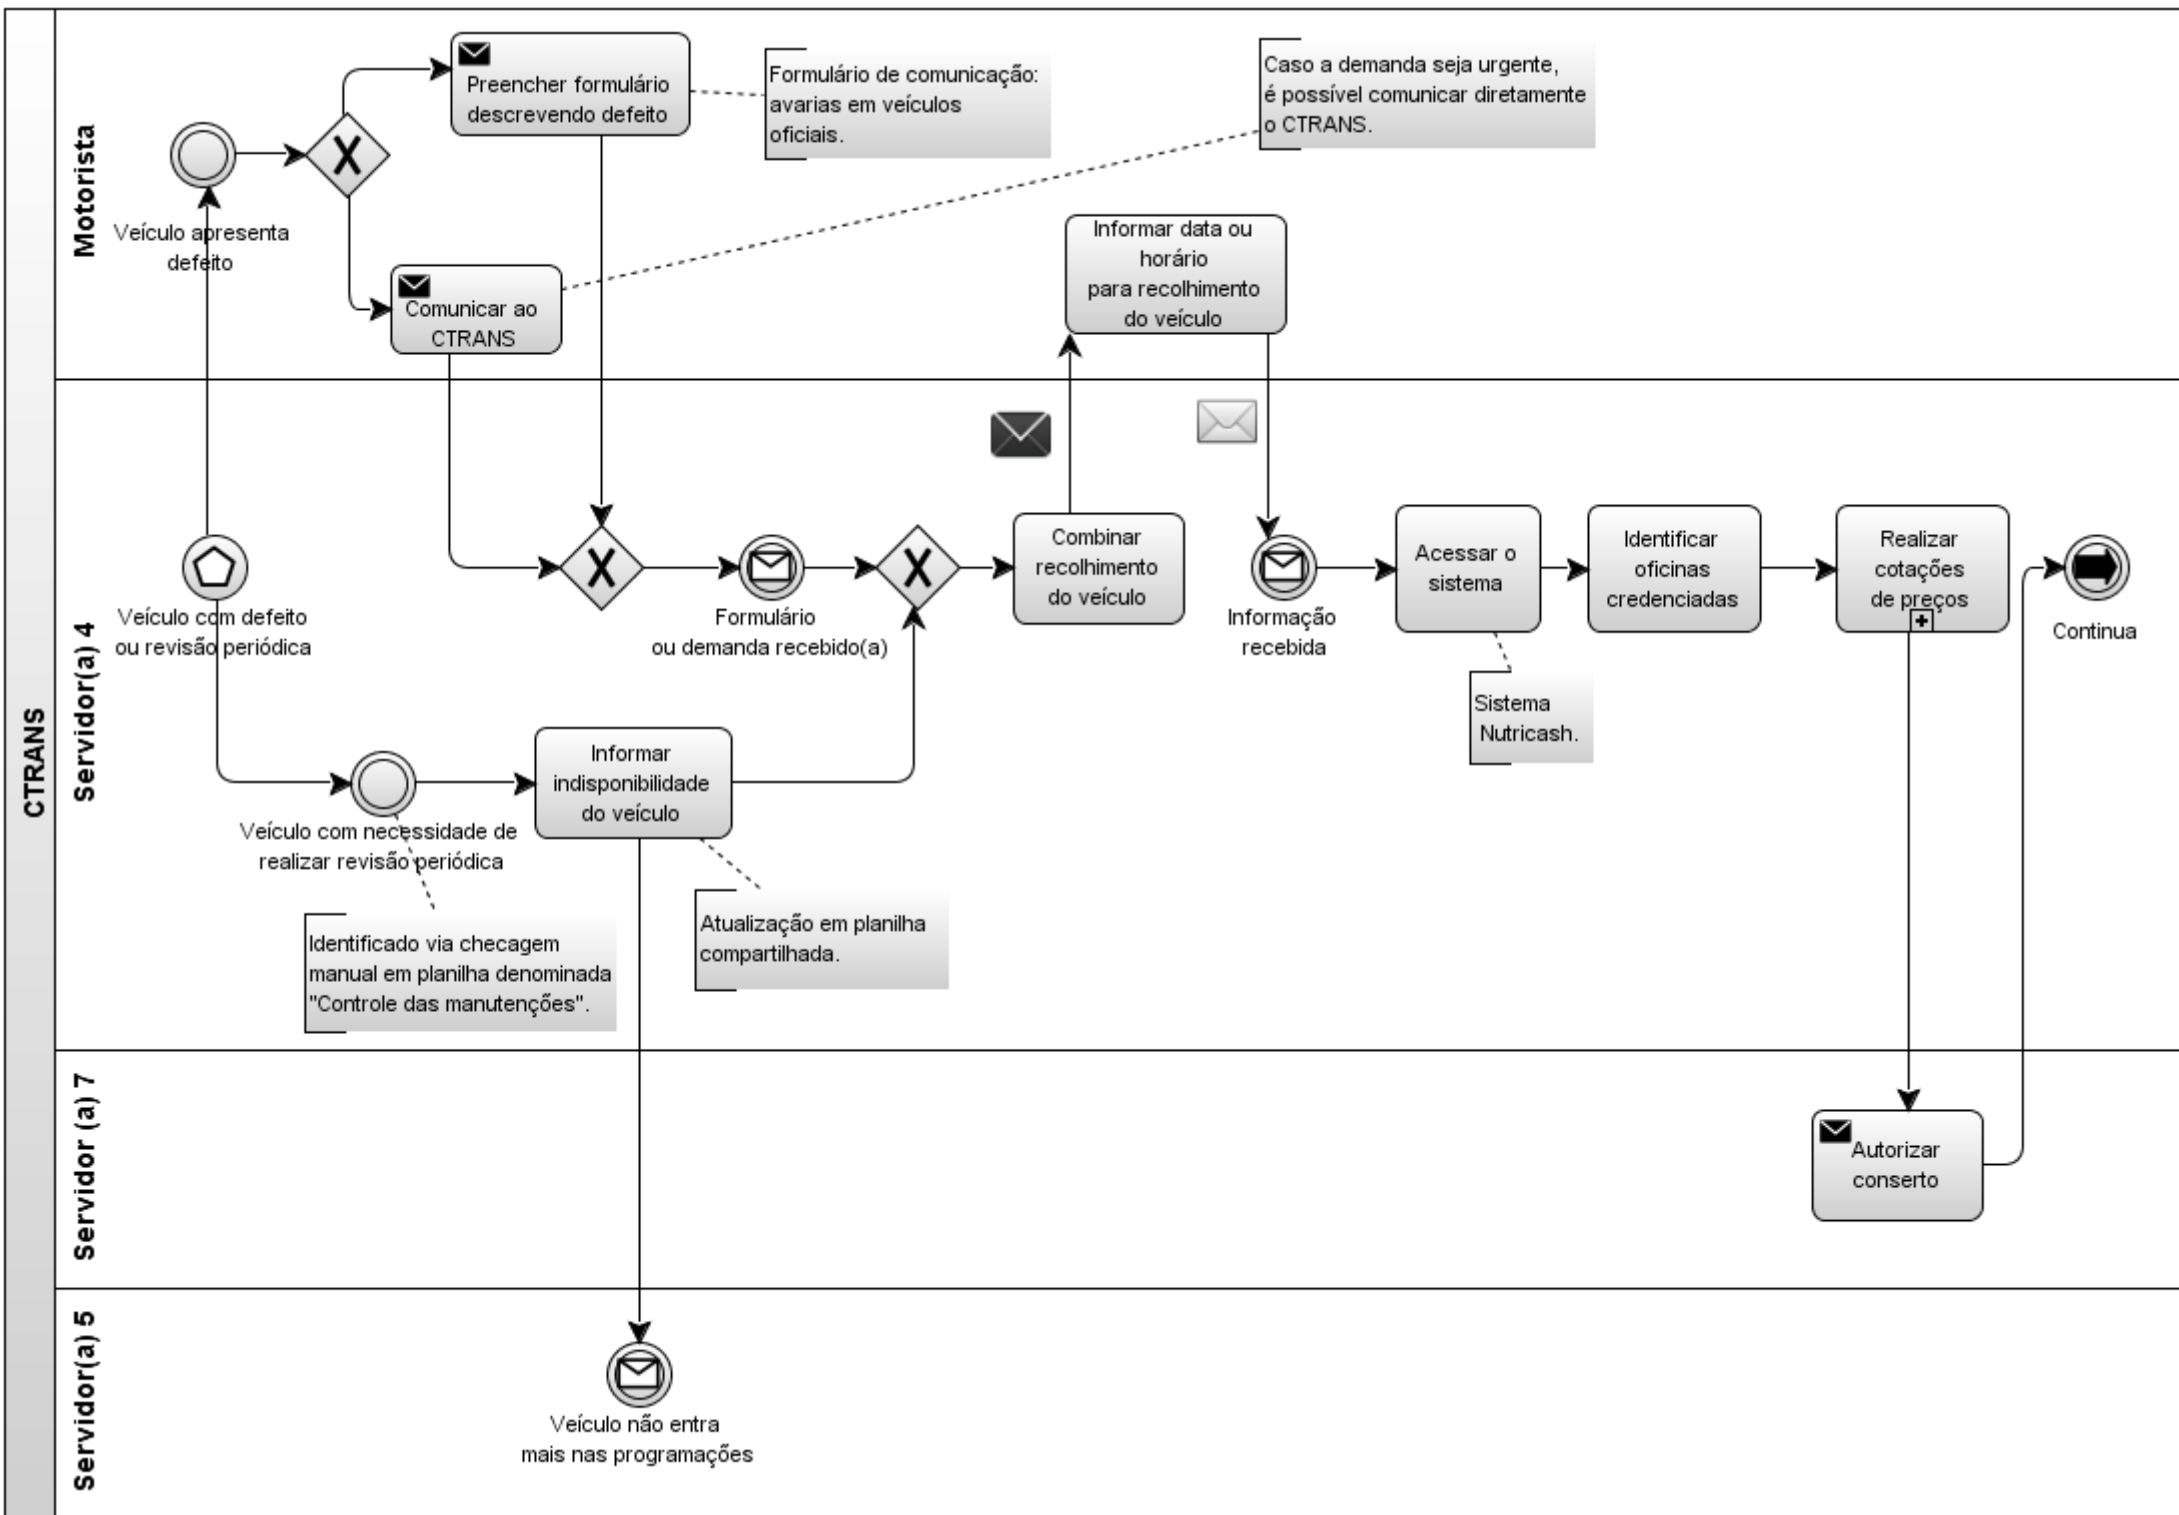 CTRANS
Motorista
Preencher formulário
descrevendo defeito
Formulário de comunicação:
avarias em veículos
oficiais.
Caso a demanda seja urgente,
é possível comunicar diretamente
o CTRANS.
Veículo apresenta
defeito
Comunicar ao
CTRANS
Informar data ou
horário
para recolhimento
do veículo
Servidor(a) 4
Veículo com defeito
ou revisão periódica
Formulário
ou demanda recebido(a)
Combinar
recolhimento
do veículo
Informação
recebida
Acessar o
sistema
Identificar
oficinas
credenciadas
Realizar
cotações
de preços
Continua
Sistema
Nutricash.
Informar
indisponibilidade
do veículo
Veículo com necessidade de
realizar revisão periódica
Identificado via checagem
manual em planilha denominada
"Controle das manutenções".
Atualização em planilha
compartilhada.
Servidor (a) 7
Autorizar
conserto
Servidor(a) 5
Veículo não entra
mais nas programações